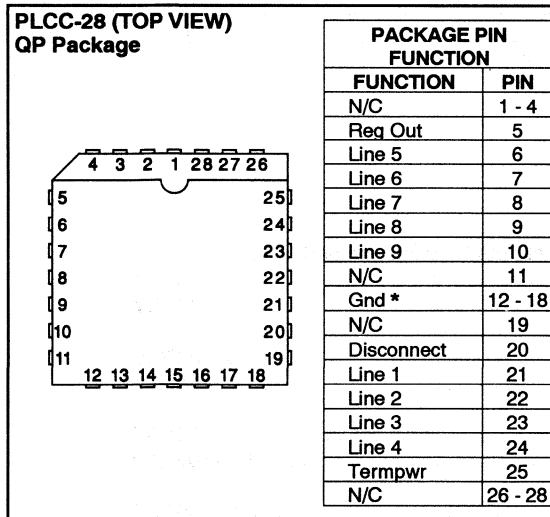 PLCC-28 (TOP VIEW)
QP Package
4 3 2 1 28 27 26
5 25
6 24
7 23
8 22
9 21
10 20
11 19
12 13 14 15 16 17 18
PACKAGE PIN
FUNCTION
FUNCTION PIN
N/C 1 - 4
Reg Out 5
Line 5 6
Line 6 7
Line 7 8
Line 8 9
Line 9 10
N/C 11
Gnd * 12 - 18
N/C 19
Disconnect 20
Line 1 21
Line 2 22
Line 3 23
Line 4 24
Termpwr 25
N/C 26 - 28